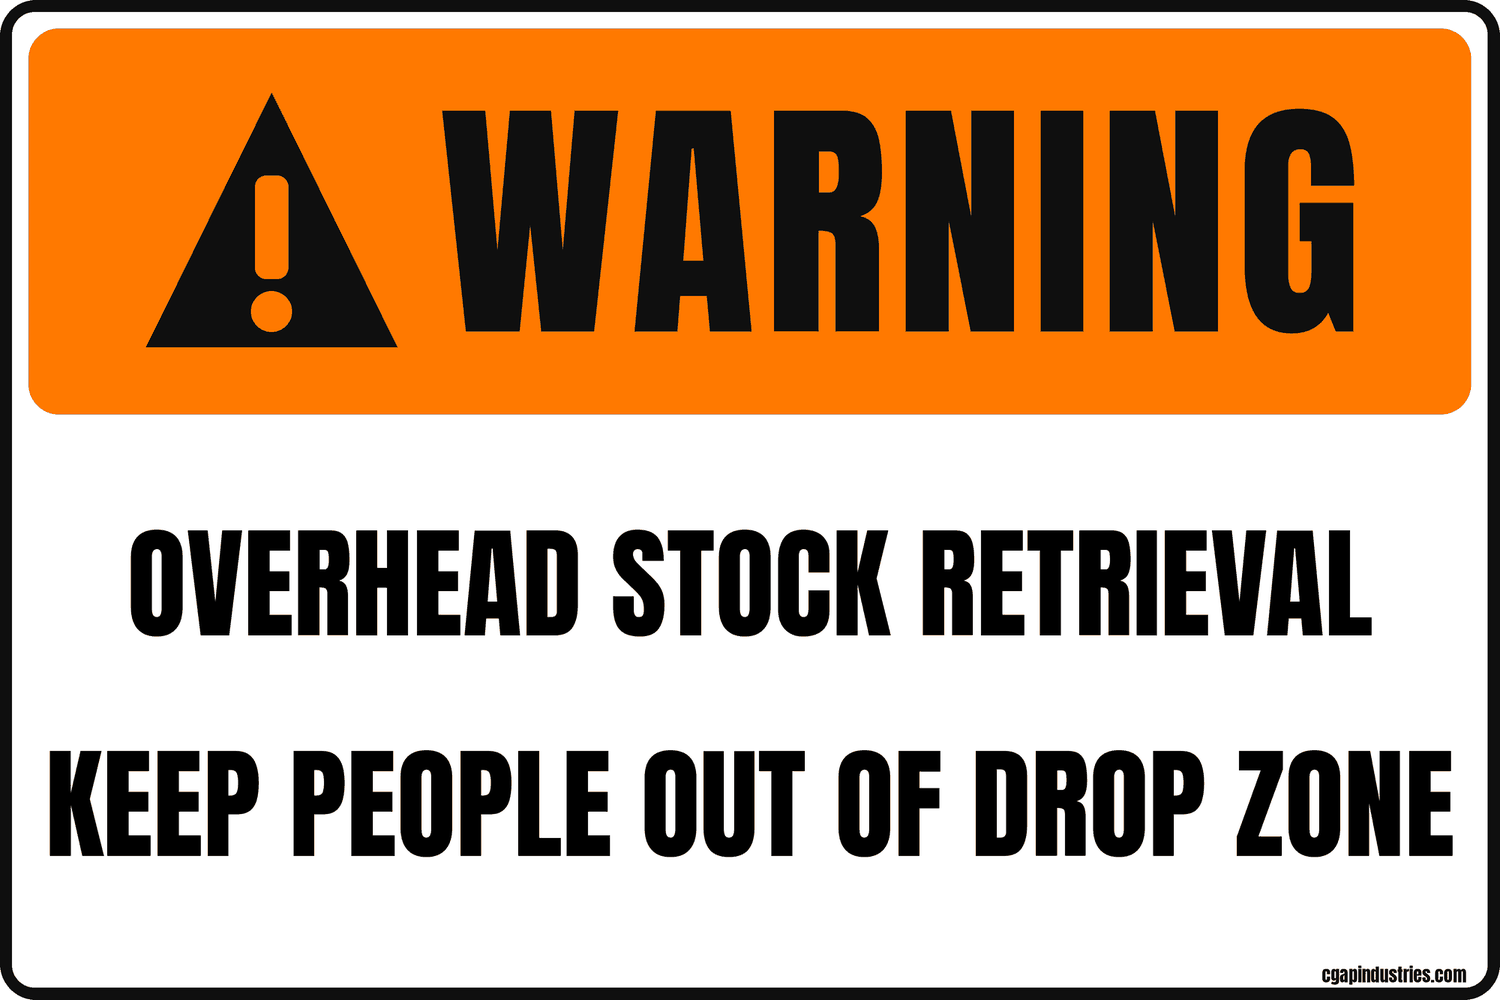 WARNING
OVERHEAD STOCK RETRIEVAL
KEEP PEOPLE OUT OF DROP ZONE
cgapindustries.com